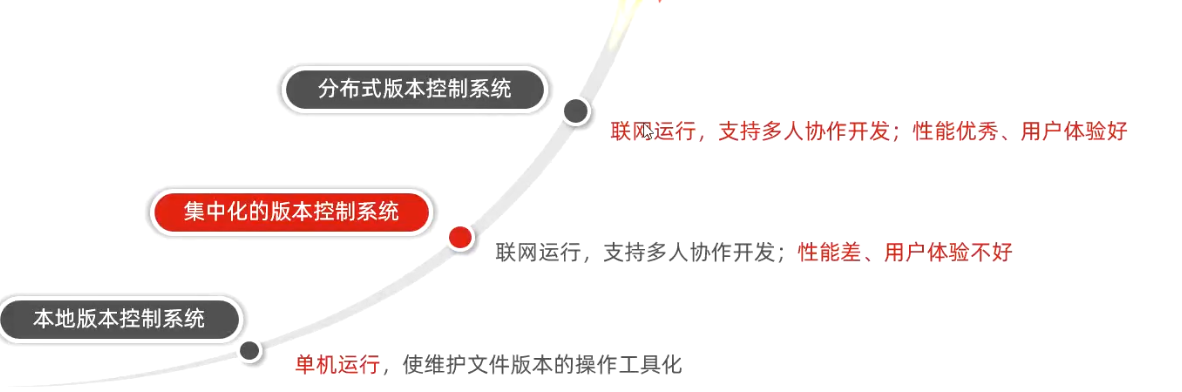 分布式版本控制系统
联网运行，支持多人协作开发；性能优秀、用户体验好
集中化的版本控制系统
联网运行，支持多人协作开发；性能差、用户体验不好
本地版本控制系统
单机运行，使维护文件版本的操作工具化